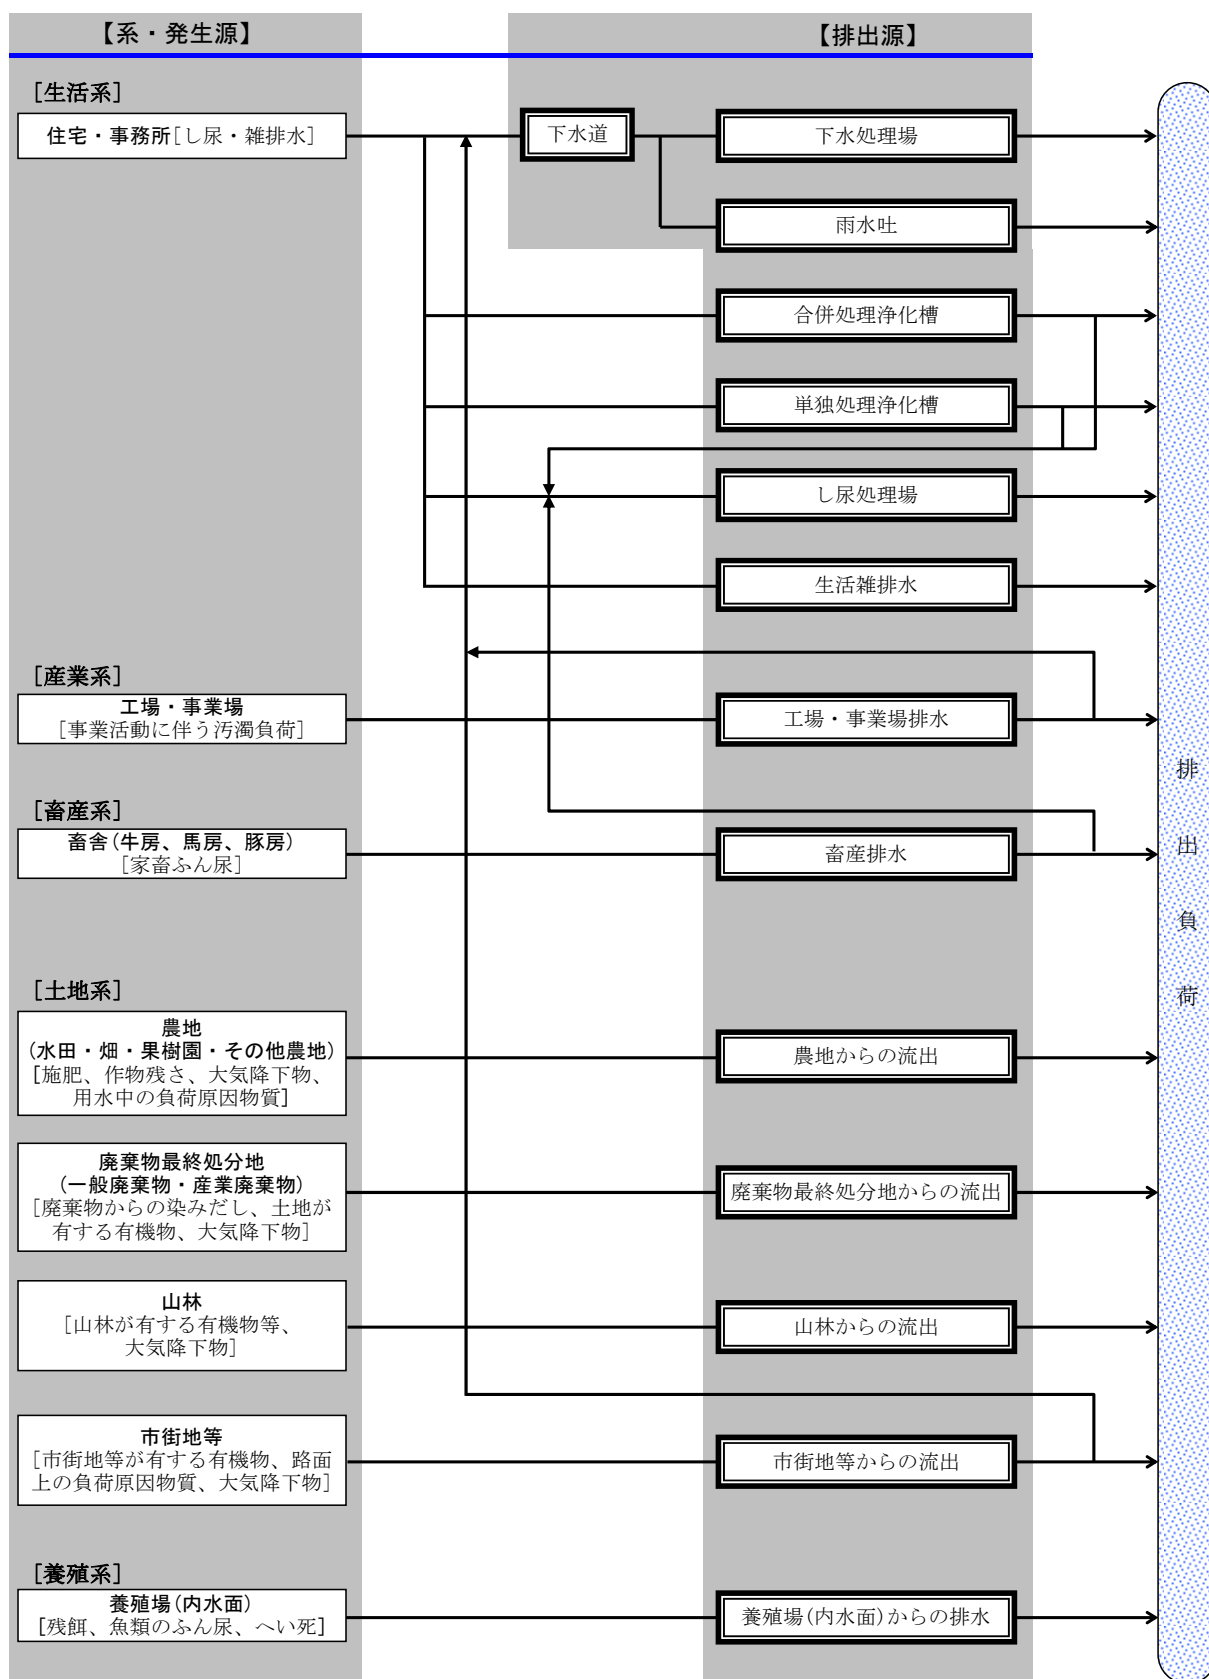 【系・発生源】
【排出源】
［生活系］
住宅・事務所[し尿・雑排水]
下水道
下水処理場
雨水吐
合併処理浄化槽
単独処理浄化槽
し尿処理場
生活雑排水
［産業系］
工場・事業場
[事業活動に伴う汚濁負荷]
工場・事業場排水
［畜産系］
畜舎(牛房、馬房、豚房)
[家畜ふん尿]
畜産排水
［土地系］
農地
(水田・畑・果樹園・その他農地)
[施肥、作物残さ、大気降下物、
用水中の負荷原因物質]
農地からの流出
廃棄物最終処分地
(一般廃棄物・産業廃棄物)
[廃棄物からの染みだし、土地が
有する有機物、大気降下物]
廃棄物最終処分地からの流出
山林
[山林が有する有機物等、
大気降下物]
山林からの流出
市街地等
[市街地等が有する有機物、路面
上の負荷原因物質、大気降下物]
市街地等からの流出
［養殖系］
養殖場(内水面)
[残餌、魚類のふん尿、へい死]
養殖場(内水面)からの排水
排出負荷